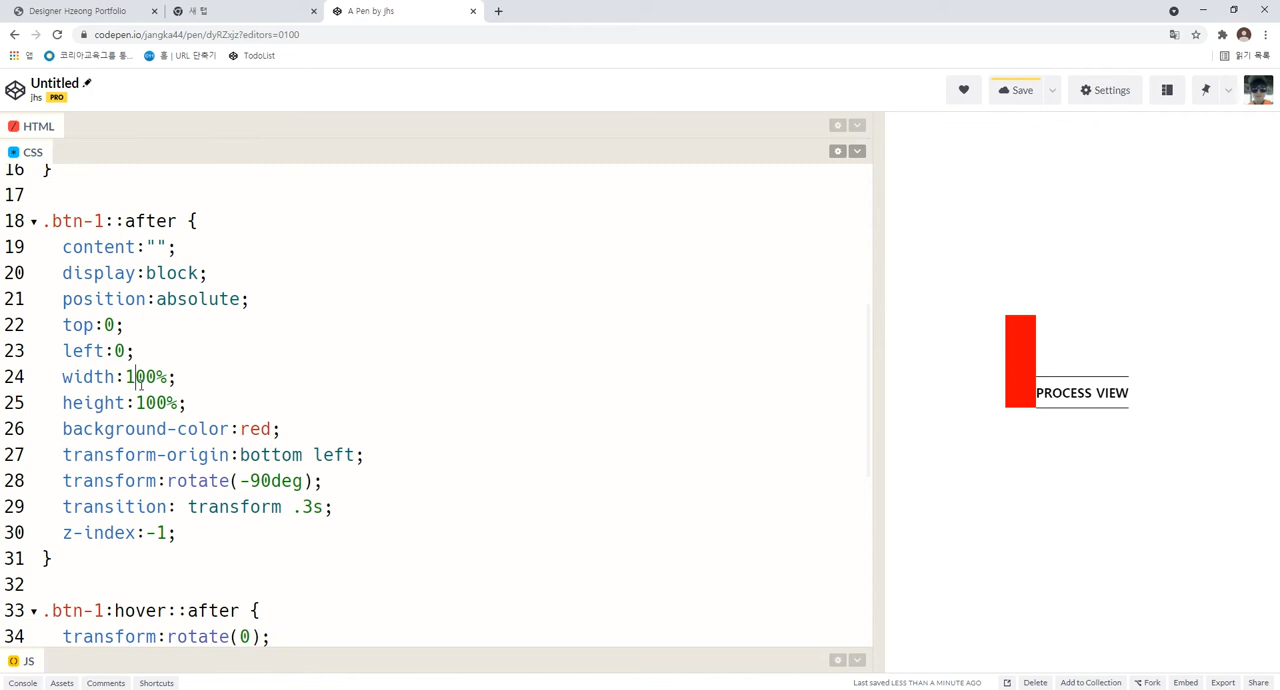 Designer Hzeong Portfolio
새 탭
A Pen by jhs
codepen.io/jangka44/pen/dyRZxjz?editors=0100
앱
코리아교육그룹 통...
홈 | URL 단축기
TodoList
읽기 목록
Untitled
jhs PRO
Save
Settings
HTML
CSS
16 }
17
18 .btn-1::after {
19 content:"";
20 display:block;
21 position:absolute;
22 top:0;
23 left:0;
24 width:100%;
25 height:100%;
26 background-color:red;
27 transform-origin:bottom left;
28 transform:rotate(-90deg);
29 transition: transform .3s;
30 z-index:-1;
31 }
32
33 .btn-1:hover::after {
34 transform:rotate(0);
PROCESS VIEW
JS
Console Assets Comments Shortcuts
Last saved LESS THAN A MINUTE AGO
Delete Add to Collection Fork Embed Export Share